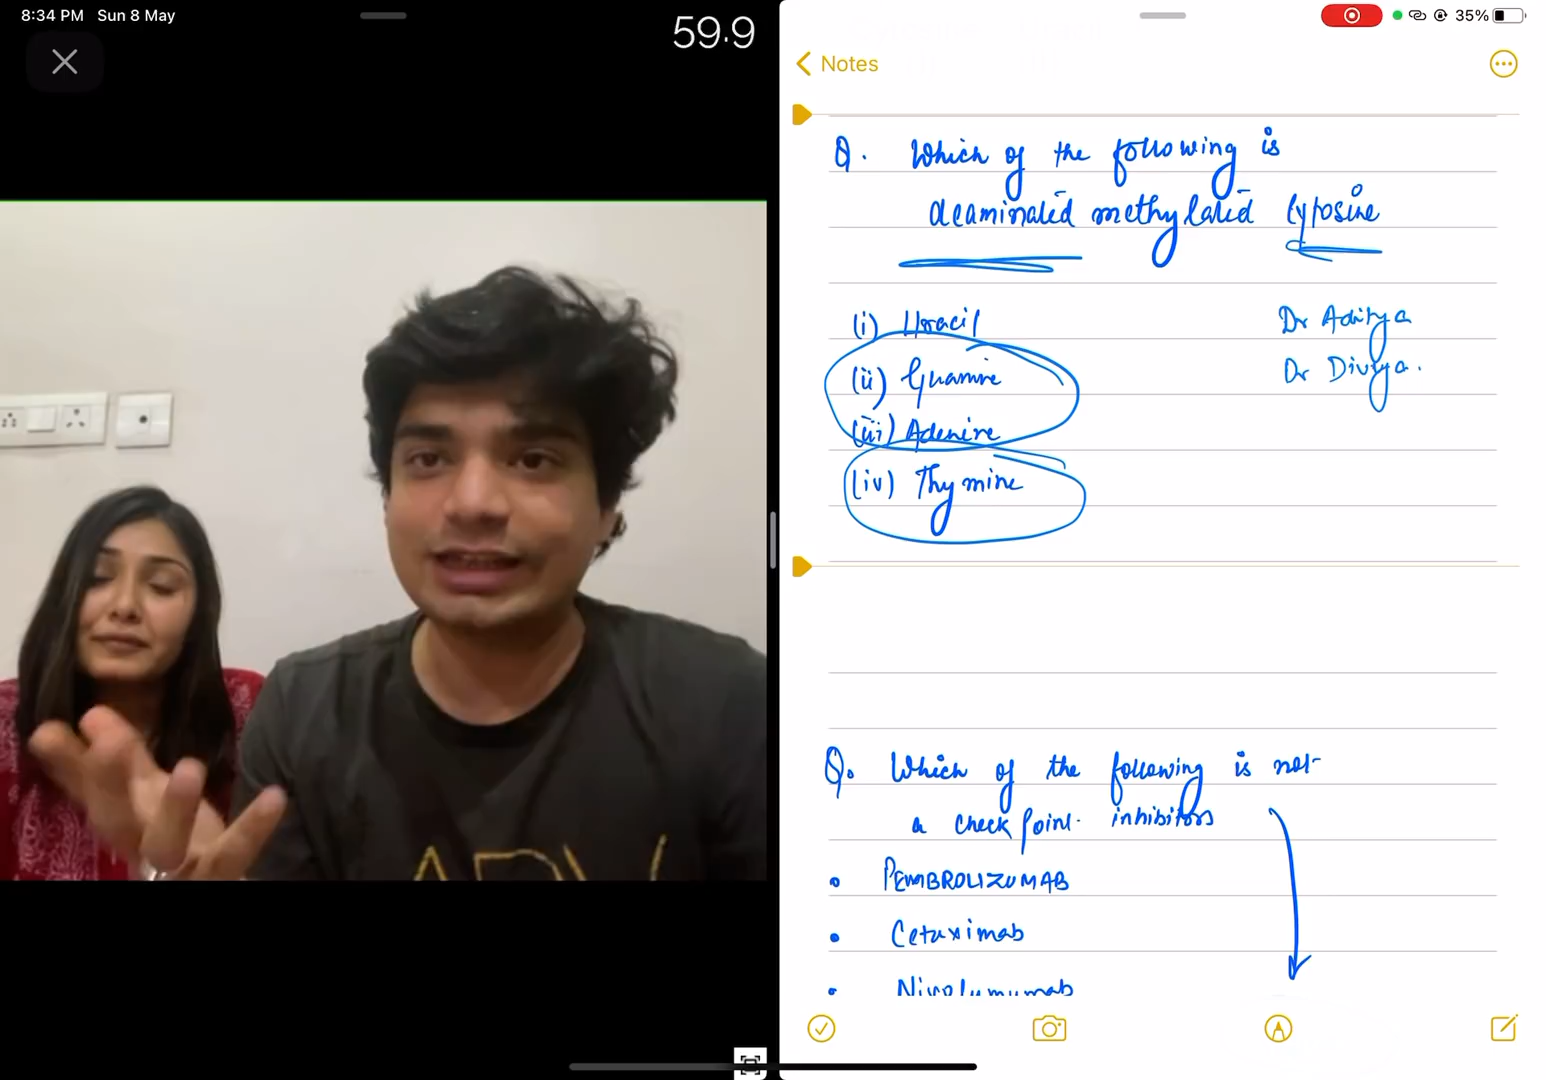 8:34 PM Sun 8 May
59.9
35%
Notes
Q. Which of the following is
deaminated methylated Cyposine
(i) Uracil
(ii) Guanine
(iii) Adenine
(iv) Thymine
Dr Aditya
Dr Divya.
Q. Which of the following is not
a check point inhibitors
• PEMBROLIZUMAB
• Cetuximab
• Nivolumumab